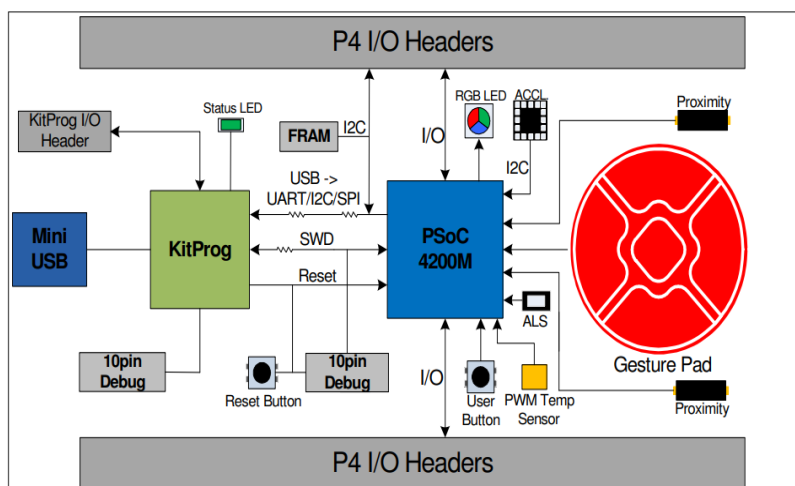 P4 I/O Headers
KitProg I/O
Header
Status LED
FRAM
I2C
I/O
RGB LED
ACCL.
I2C
Proximity
USB ->
UART/I2C/SPI
Mini
USB
KitProg
SWD
Reset
PSoC
4200M
ALS
Gesture Pad
10pin
Debug
Reset Button
10pin
Debug
I/O
User
Button
PWM Temp
Sensor
Proximity
P4 I/O Headers